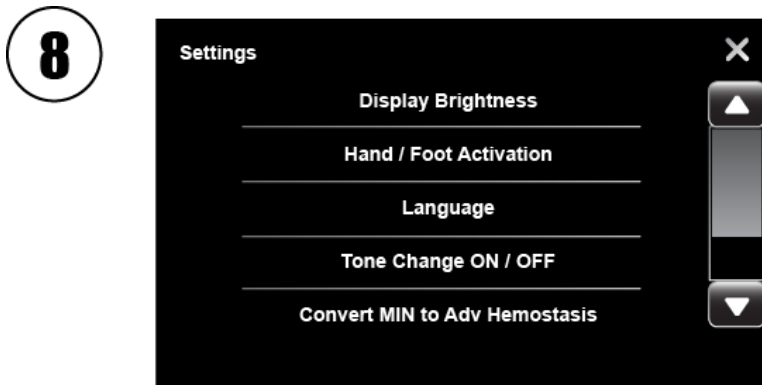 8
Settings
Display Brightness
Hand / Foot Activation
Language
Tone Change ON / OFF
Convert MIN to Adv Hemostasis